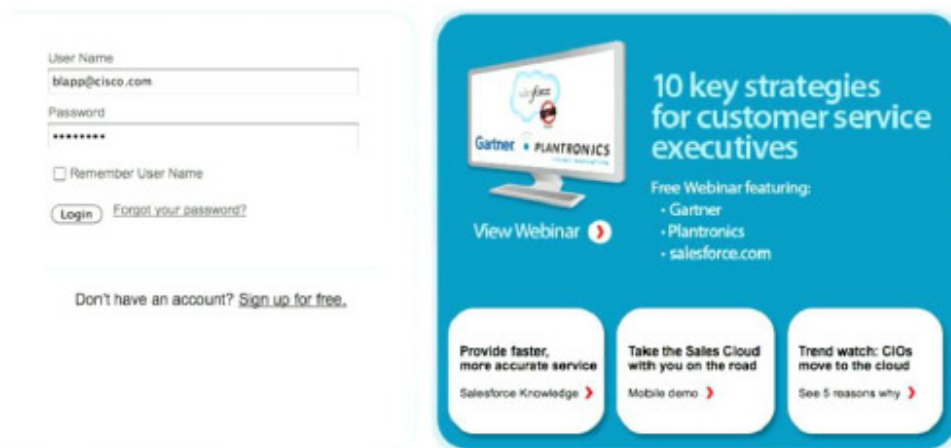 User Name
blapp@cisco.com
Password
••••••••
Remember User Name
Login Forgot your password?
Don't have an account? Sign up for free.
Gartner PLANTRONICS
View Webinar
10 key strategies
for customer service
executives
Free Webinar featuring:
• Gartner
• Plantronics
• salesforce.com
Provide faster,
more accurate service
Salesforce Knowledge
Take the Sales Cloud
with you on the road
Mobile demo
Trend watch: CIOs
move to the cloud
See 5 reasons why